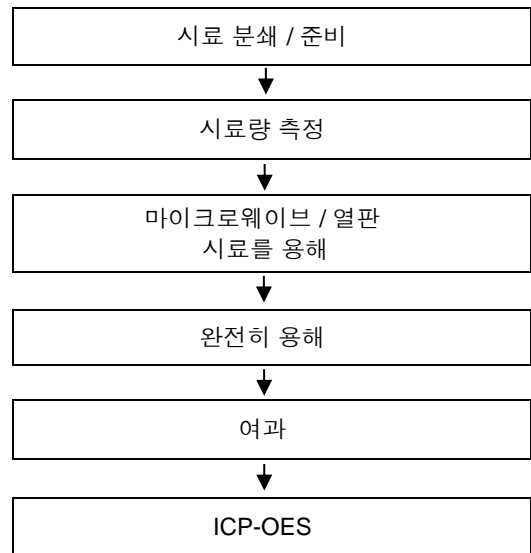 시료 분쇄 / 준비
시료량 측정
마이크로웨이브 / 열판
시료를 용해
완전히 용해
여과
ICP-OES